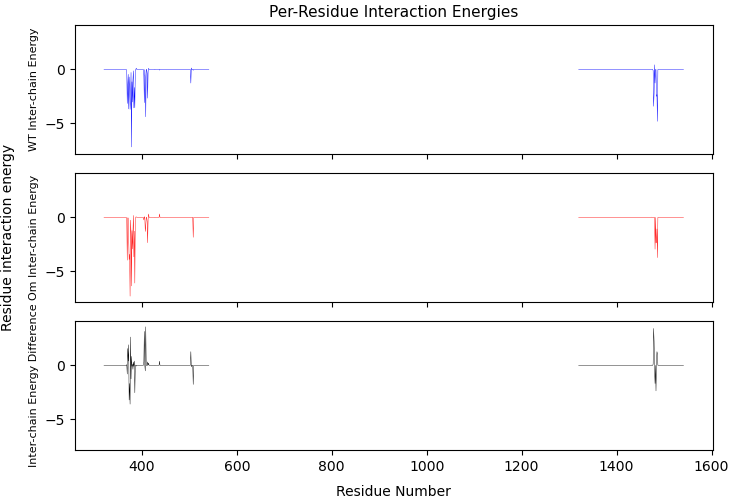 Per-Residue Interaction Energies
Residue interaction energy
WT Inter-chain Energy
0
−5
Om Inter-chain Energy
0
−5
Inter-chain Energy Difference
0
−5
400
600
800
1000
1200
1400
1600
Residue Number